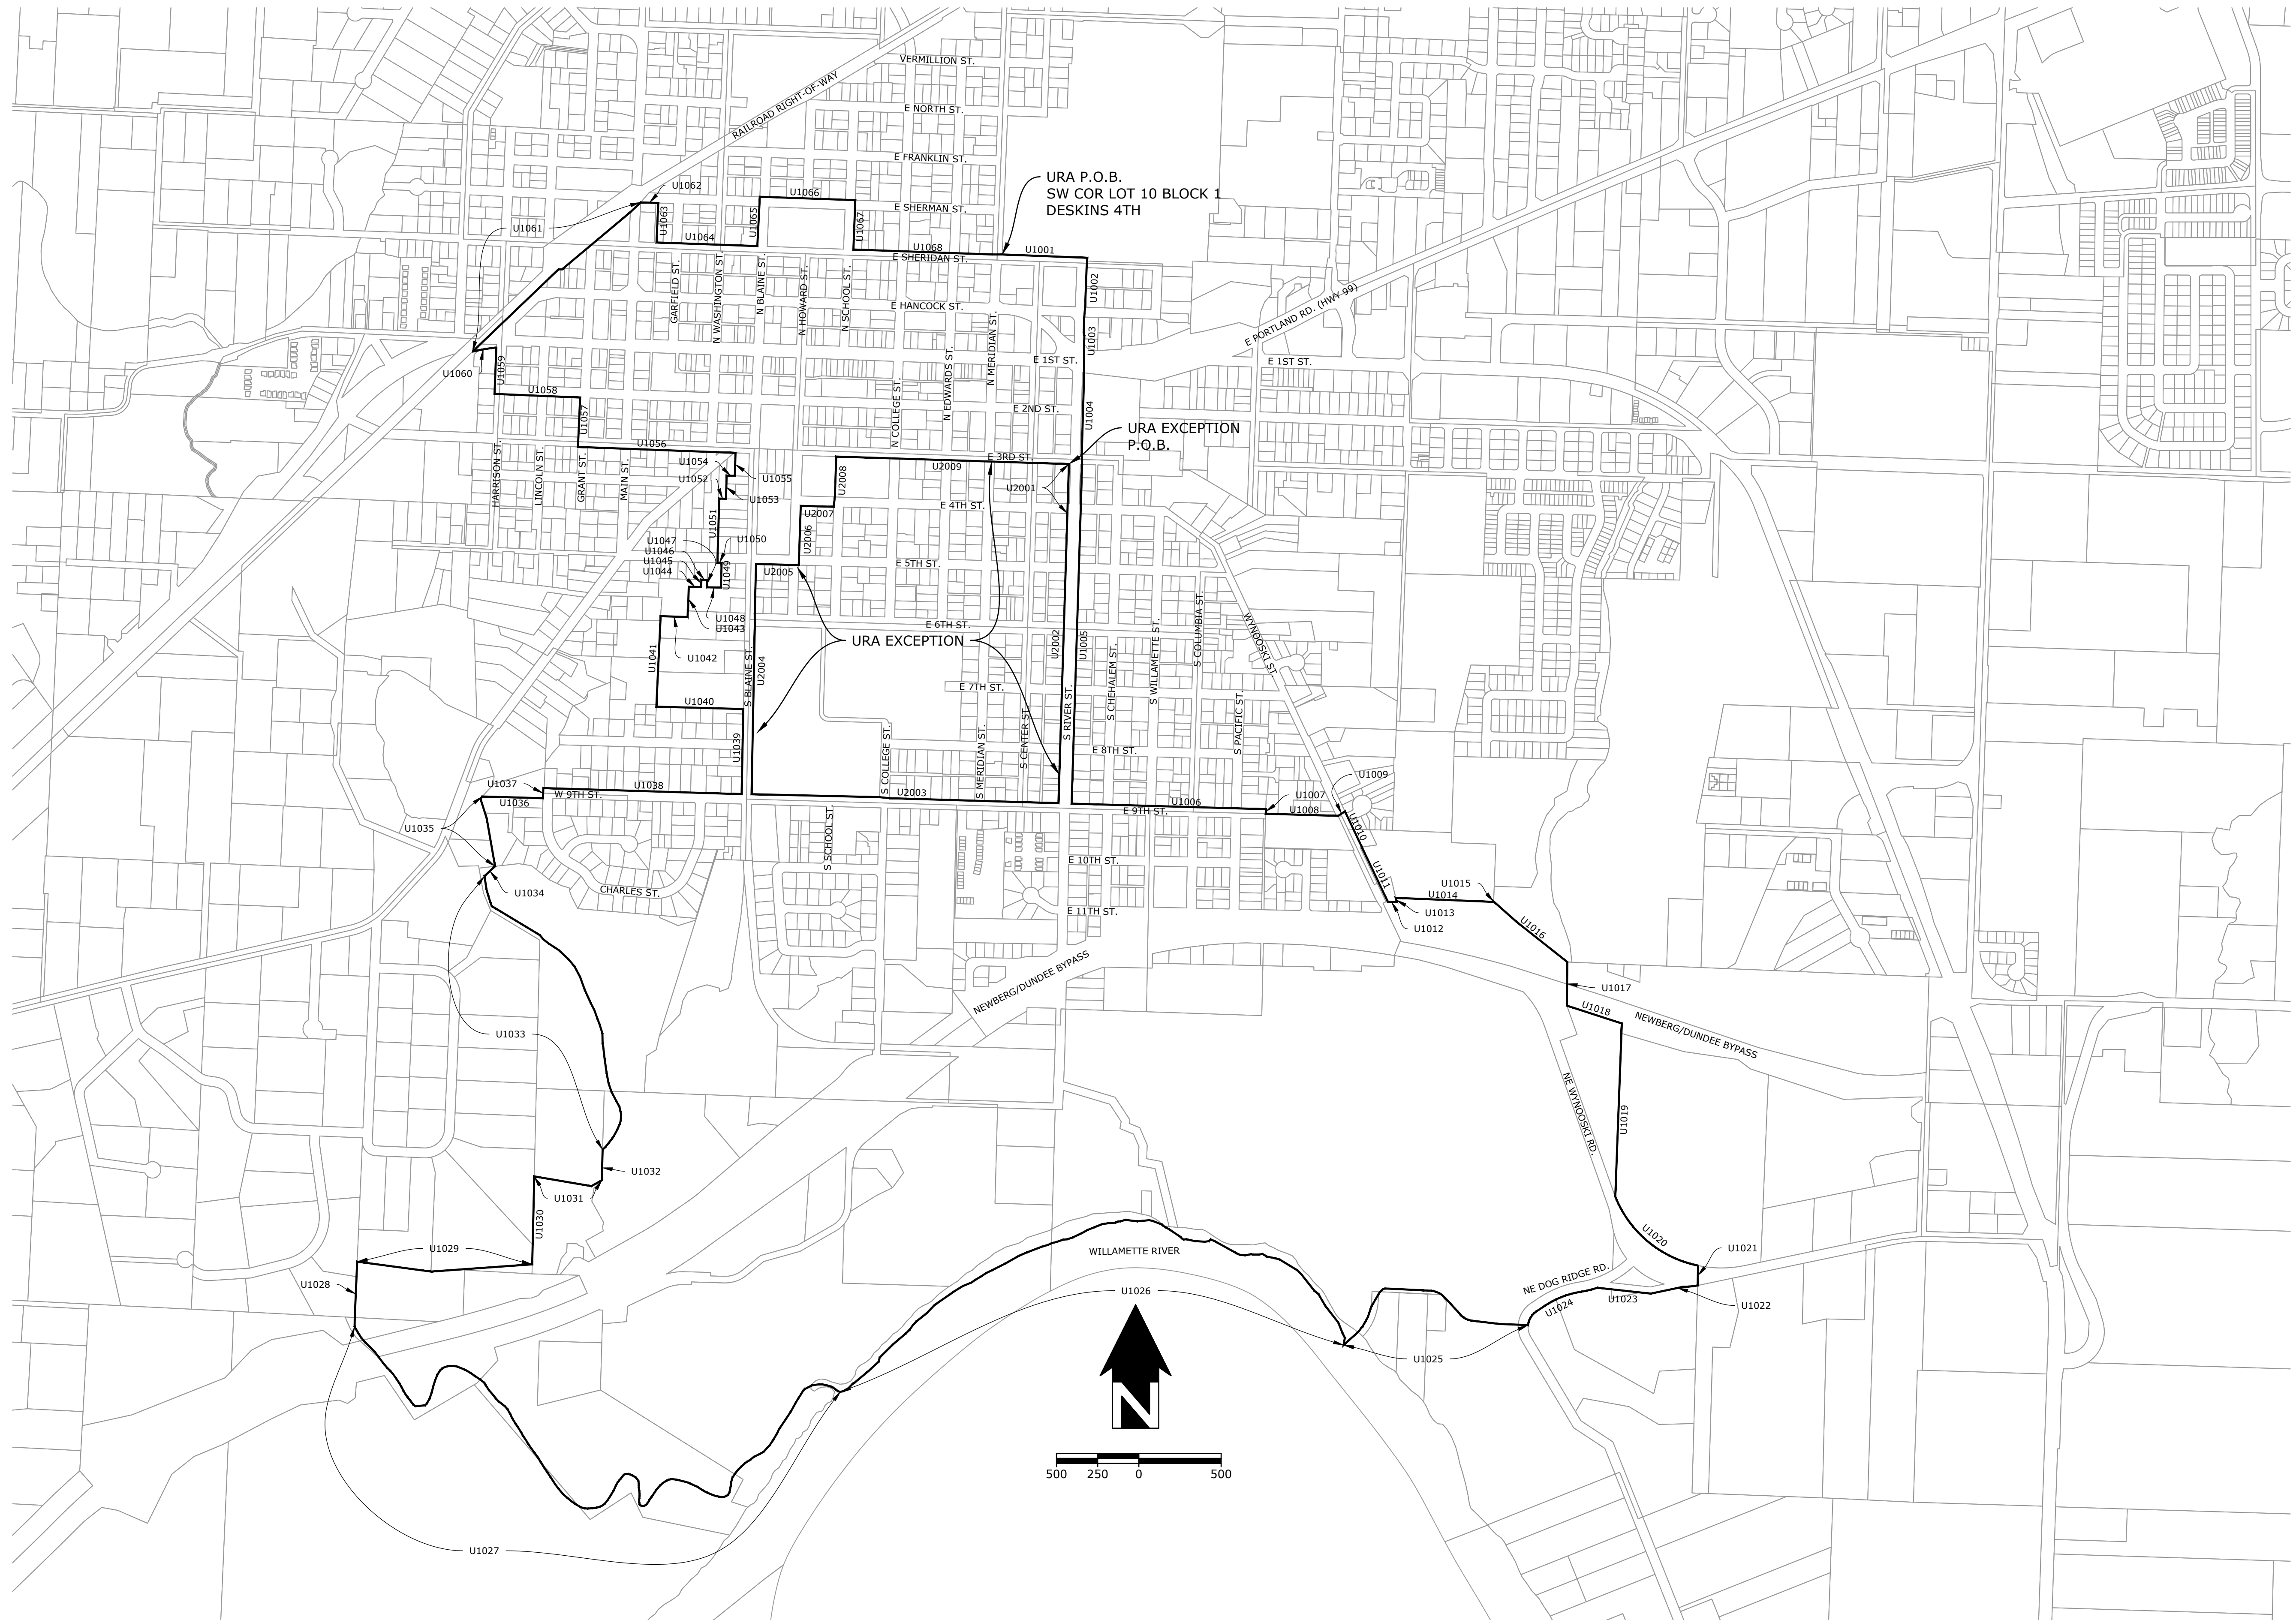 VERMILLION ST.
RAILROAD RIGHT-OF-WAY
E NORTH ST.
E FRANKLIN ST.
URA P.O.B.
SW COR LOT 10 BLOCK 1
DESKINS 4TH
U1062
U1066
U1063
U1065
U1067
E SHERMAN ST.
U1061
U1064
U1068
U1001
E SHERIDAN ST.
GARFIELD ST.
N WASHINGTON ST.
N BLAINE ST.
N HOWARD ST.
N SCHOOL ST.
U1002
E HANCOCK ST.
E PORTLAND RD. (HWY 99)
N MERIDIAN ST.
U1003
U1060
U1059
N EDWARDS ST.
E 1ST ST.
E 1ST ST.
U1058
N COLLEGE ST.
U1057
E 2ND ST.
U1004
URA EXCEPTION
P.O.B.
HARRISON ST.
LINCOLN ST.
GRANT ST.
MAIN ST.
U1056
U1054
U1055
U1052
U1053
U2008
U2009
E 3RD ST.
U2001
U1051
U2007
E 4TH ST.
U2006
U1047
U1050
U1046
U1045
U1044
U1049
U2005
E 5TH ST.
U1048
U1043
E 6TH ST.
URA EXCEPTION
U1041
U1042
U2004
S BLAINE ST.
U2002
U1005
S CHEHALEM ST.
S WILLAMETTE ST.
S COLUMBIA ST.
WYNOOSKI ST.
E 7TH ST.
U1040
S RIVER ST.
S PACIFIC ST.
U1039
S COLLEGE ST.
S MERIDIAN ST.
S CENTER ST.
E 8TH ST.
U1009
U1037
U1038
U1036
W 9TH ST.
U2003
U1006
U1007
E 9TH ST.
U1008
U1010
U1035
S SCHOOL ST.
E 10TH ST.
U1011
U1015
U1014
U1034
CHARLES ST.
E 11TH ST.
U1013
U1012
U1016
NEWBERG/DUNDEE BYPASS
U1017
U1018
NEWBERG/DUNDEE BYPASS
U1033
NE WYNOOSKI RD.
U1019
U1032
U1031
U1030
U1020
U1029
WILLAMETTE RIVER
U1021
U1028
U1026
NE DOG RIDGE RD.
U1024
U1023
U1022
U1025
N
500 250 0 500
U1027